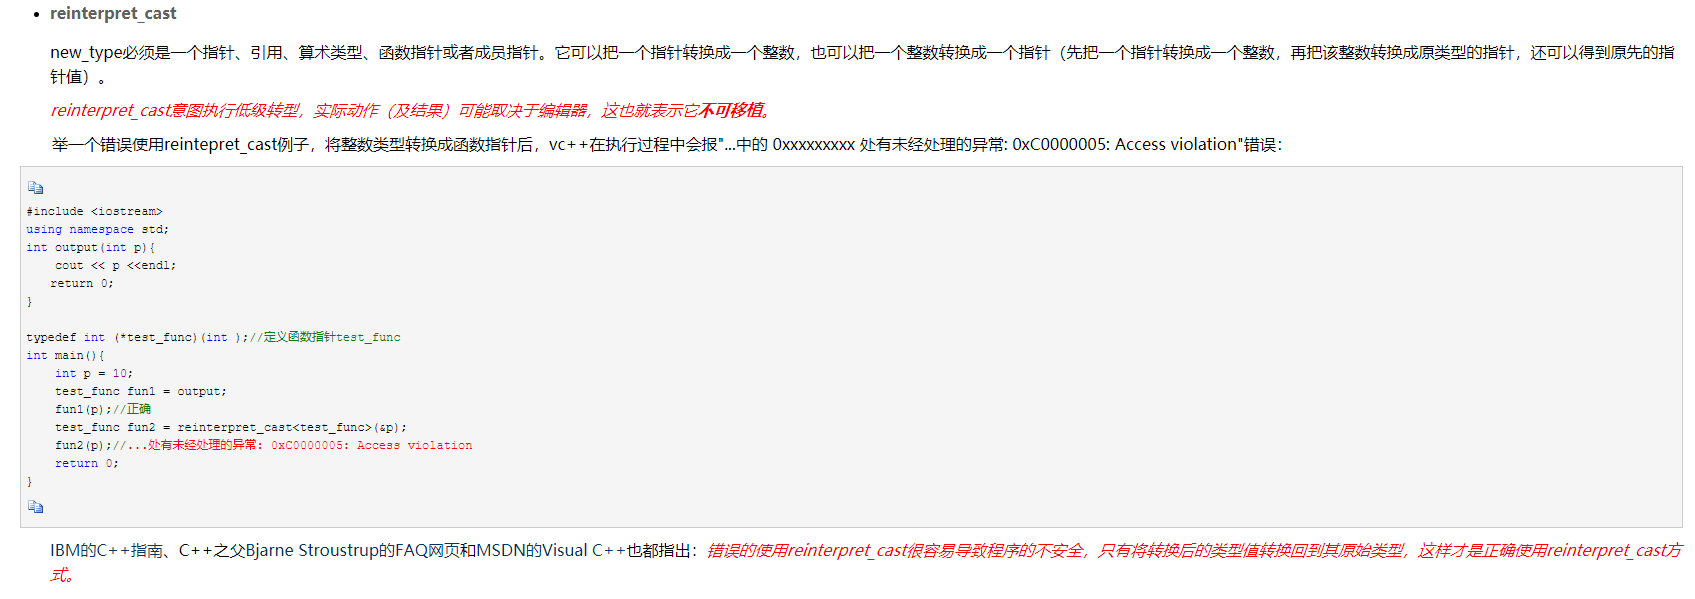 reinterpret_cast
new_type必须是一个指针、引用、算术类型、函数指针或者成员指针。它可以把一个指针转换成一个整数，也可以把一个整数转换成一个指针（先把一个指针转换成一个整数，再把该整数转换成原类型的指针，还可以得到原先的指
针值）。
reinterpret_cast意图执行低级转型，实际动作（及结果）可能取决于编辑器，这也就表示它不可移植。
举一个错误使用reintepret_cast例子，将整数类型转换成函数指针后，vc++在执行过程中会报"...中的 0xxxxxxxxx 处有未经处理的异常: 0xC0000005: Access violation"错误：
#include <iostream>
using namespace std;
int output(int p){
    cout << p <<endl;
   return 0;
}
typedef int (*test_func)(int );//定义函数指针test_func
int main(){
    int p = 10;
    test_func fun1 = output;
    fun1(p);//正确
    test_func fun2 = reinterpret_cast<test_func>(&p);
    fun2(p);//...处有未经处理的异常: 0xC0000005: Access violation
    return 0;
}
IBM的C++指南、C++之父Bjarne Stroustrup的FAQ网页和MSDN的Visual C++也都指出：错误的使用reinterpret_cast很容易导致程序的不安全，只有将转换后的类型值转换回到其原始类型，这样才是正确使用reinterpret_cast方
式。